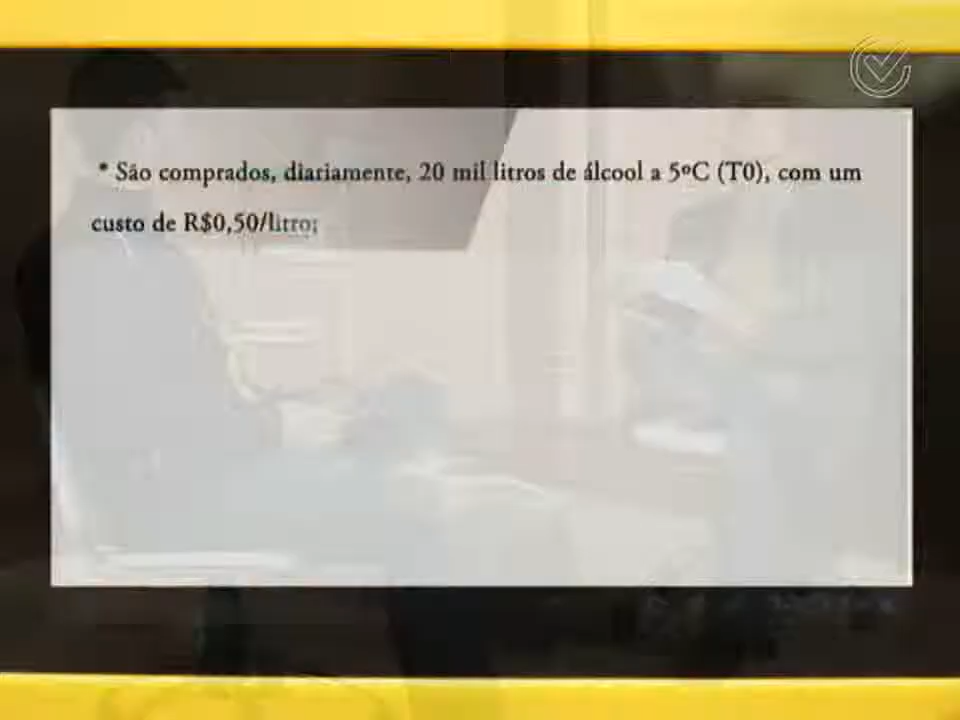 * São comprados, diariamente, 20 mil litros de álcool a 5ºC (T0), com um
custo de R$0,50/litro;